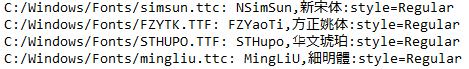 C:/Windows/Fonts/simsun.ttc: NSimSun,新宋体:style=Regular
C:/Windows/Fonts/FZYTK.TTF: FZYaoTi,方正姚体:style=Regular
C:/Windows/Fonts/STHUPO.TTF: STHupo,华文琥珀:style=Regular
C:/Windows/Fonts/mingliu.ttc: MingLiU,細明體:style=Regular